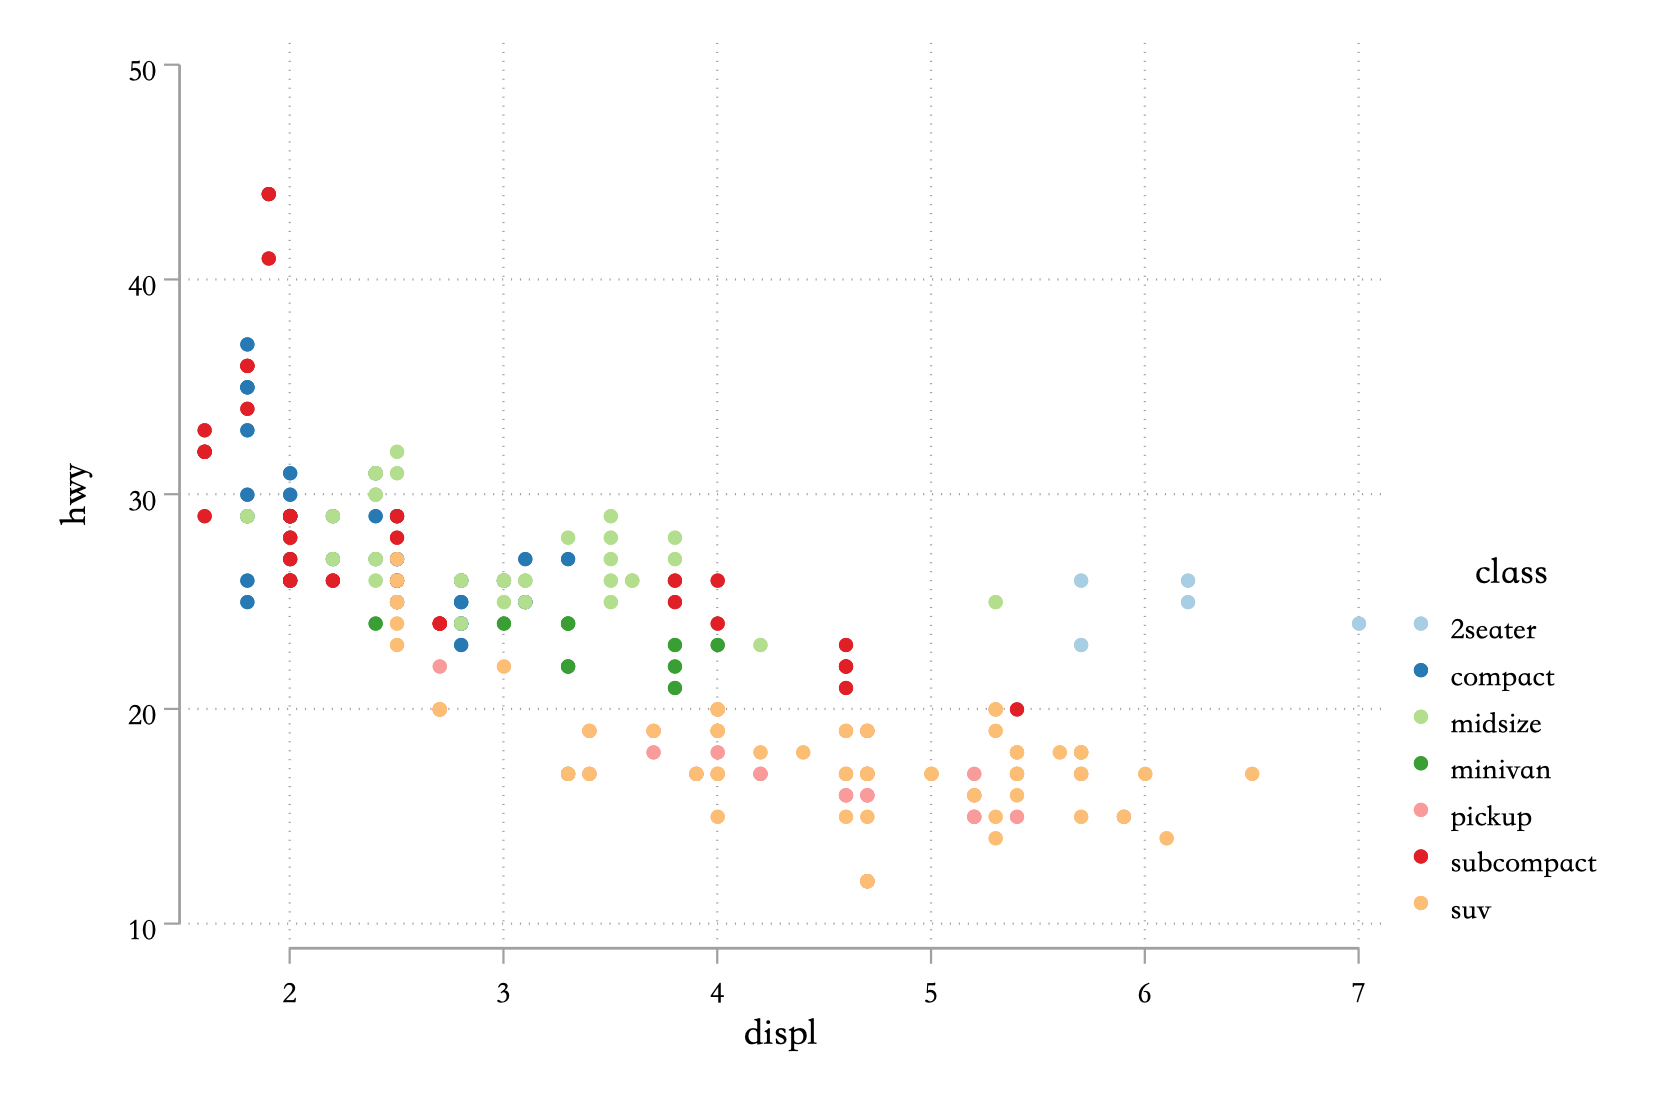 50
40
30
20
10
hwy
2 3 4 5 6 7
displ
class
2seater
compact
midsize
minivan
pickup
subcompact
suv